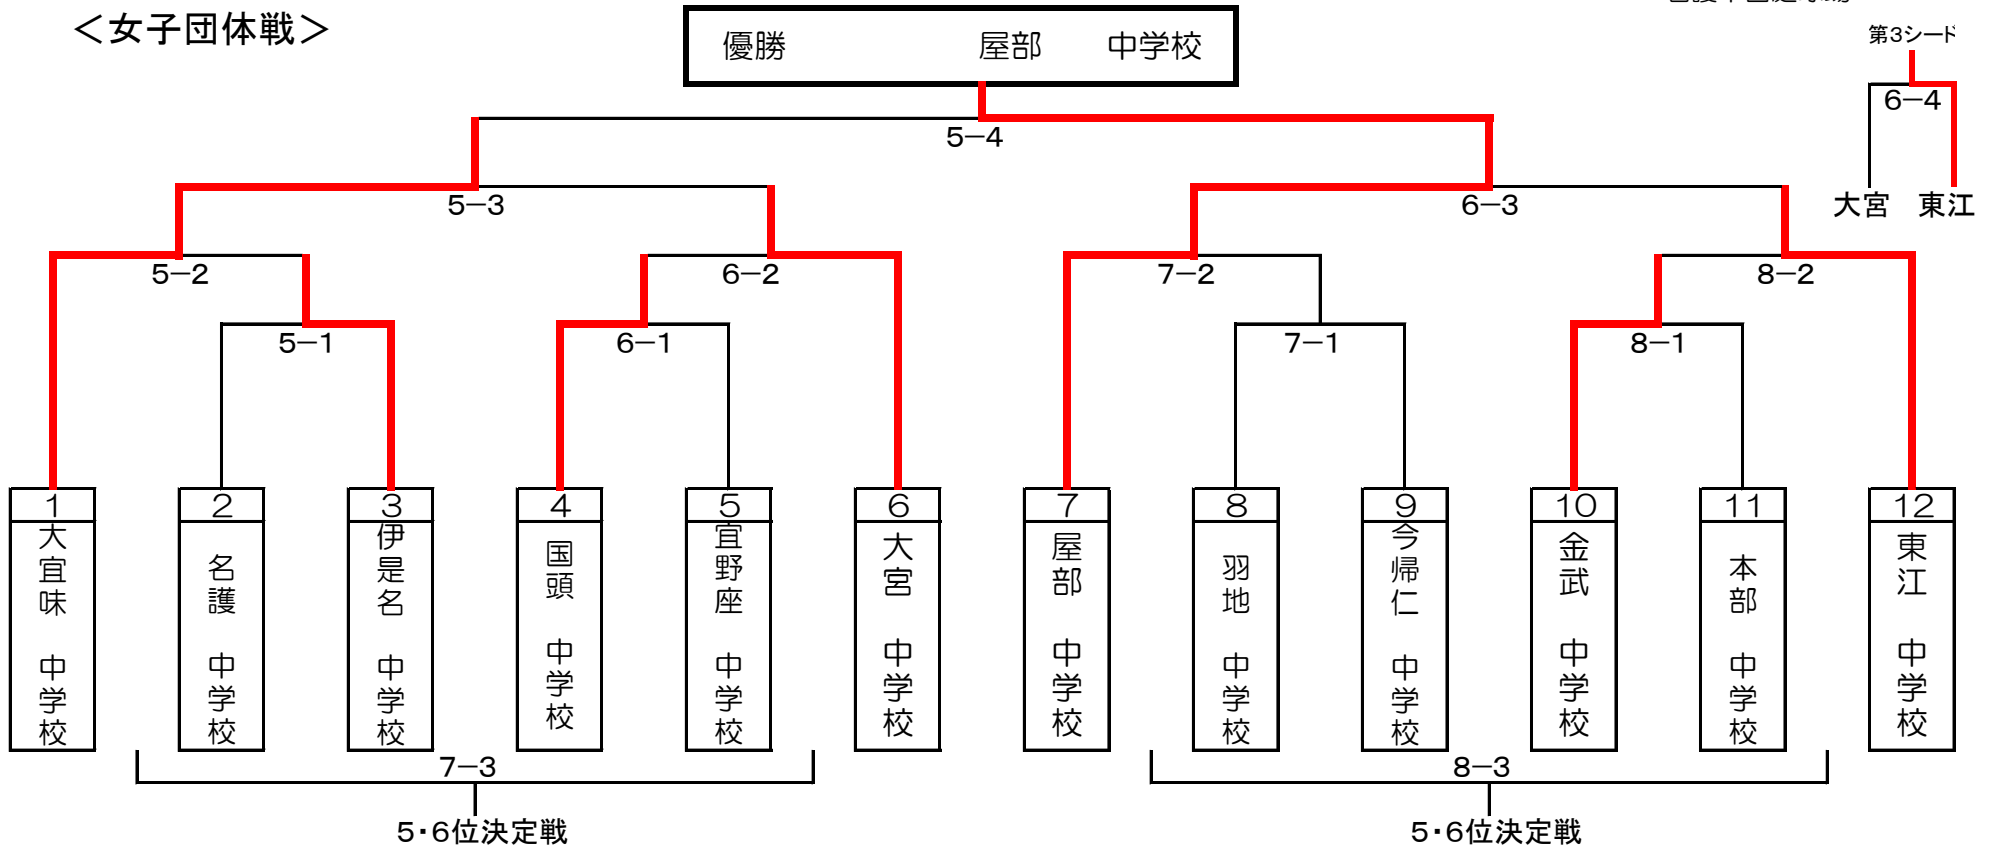 ＜女子団体戦＞
優勝 屋部 中学校
第3シード
6－4
5－4
大宮 東江
5－3
6－3
5－2
6－2
7－2
8－2
5－1
6－1
7－1
8－1
1
2
3
4
5
6
7
8
9
10
11
12
大宜味 中学校
名護 中学校
伊是名 中学校
国頭 中学校
宜野座 中学校
大宮 中学校
屋部 中学校
羽地 中学校
今帰仁 中学校
金武 中学校
本部 中学校
東江 中学校
7－3
8－3
5・6位決定戦
5・6位決定戦